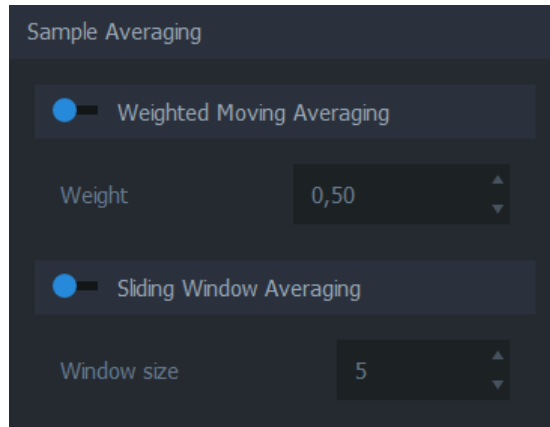 Sample Averaging
Weighted Moving Averaging
Weight 0,50
Sliding Window Averaging
Window size 5